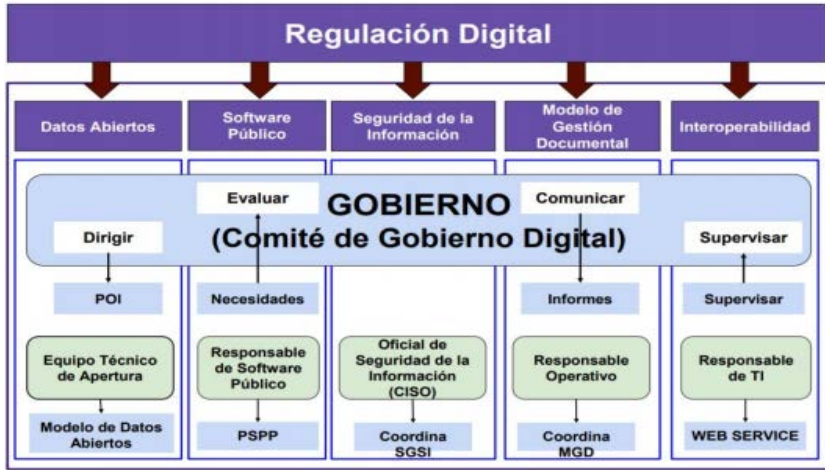 Regulación Digital
Datos Abiertos
Software
Público
Seguridad de la
Información
Modelo de
Gestión
Documental
Interoperabilidad
GOBIERNO
(Comité de Gobierno Digital)
Dirigir
Evaluar
Comunicar
Supervisar
POI
Necesidades
Informes
Supervisar
Equipo Técnico
de Apertura
Responsable
de Software
Público
Oficial de
Seguridad de la
Información
(CISO)
Responsable
Operativo
Responsable
de TI
Modelo de Datos
Abiertos
PSPP
Coordina
SGSI
Coordina
MGD
WEB SERVICE